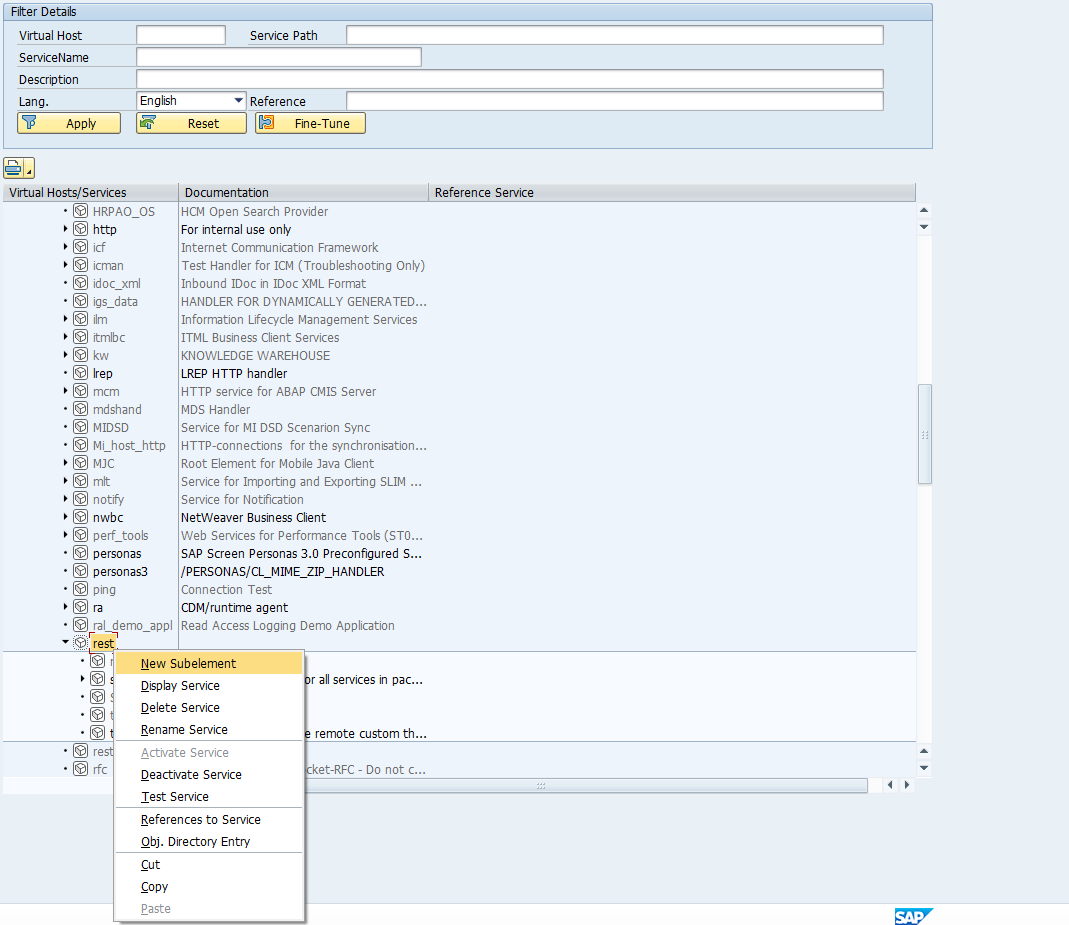 Filter Details
Virtual Host Service Path
ServiceName
Description
Lang. English Reference
Apply Reset Fine-Tune
Virtual Hosts/Services Documentation Reference Service
HRPAO_OS HCM Open Search Provider
http For internal use only
icf Internet Communication Framework
icman Test Handler for ICM (Troubleshooting Only)
idoc_xml Inbound IDoc in IDoc XML Format
igs_data HANDLER FOR DYNAMICALLY GENERATED...
ilm Information Lifecycle Management Services
itmlbc ITML Business Client Services
kw KNOWLEDGE WAREHOUSE
lrep LREP HTTP handler
mcm HTTP service for ABAP CMIS Server
mdshand MDS Handler
MIDSD Service for MI DSD Scenarion Sync
Mi_host_http HTTP-connections for the synchronisation...
MJC Root Element for Mobile Java Client
mlt Service for Importing and Exporting SLIM ...
notify Service for Notification
nwbc NetWeaver Business Client
perf_tools Web Services for Performance Tools (ST0...
personas SAP Screen Personas 3.0 Preconfigured S...
personas3 /PERSONAS/CL_MIME_ZIP_HANDLER
ping Connection Test
ra CDM/runtime agent
ral_demo_appl Read Access Logging Demo Application
rest
New Subelement
or all services in pac...
Display Service
Delete Service
Rename Service
e remote custom th...
Activate Service
rest
rfc
cket-RFC - Do not c...
Deactivate Service
Test Service
References to Service
Obj. Directory Entry
Cut
Copy
Paste
SAP